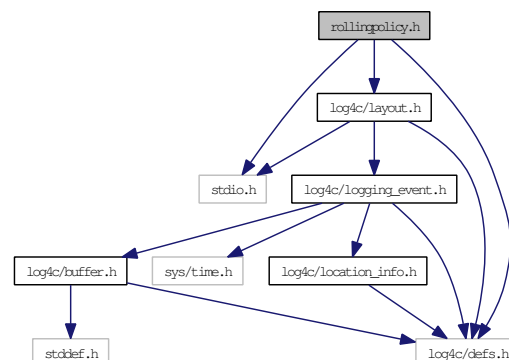 rollingpolicy.h
log4c/layout.h
stdio.h
log4c/logging_event.h
log4c/buffer.h
sys/time.h
log4c/location_info.h
stddef.h
log4c/defs.h